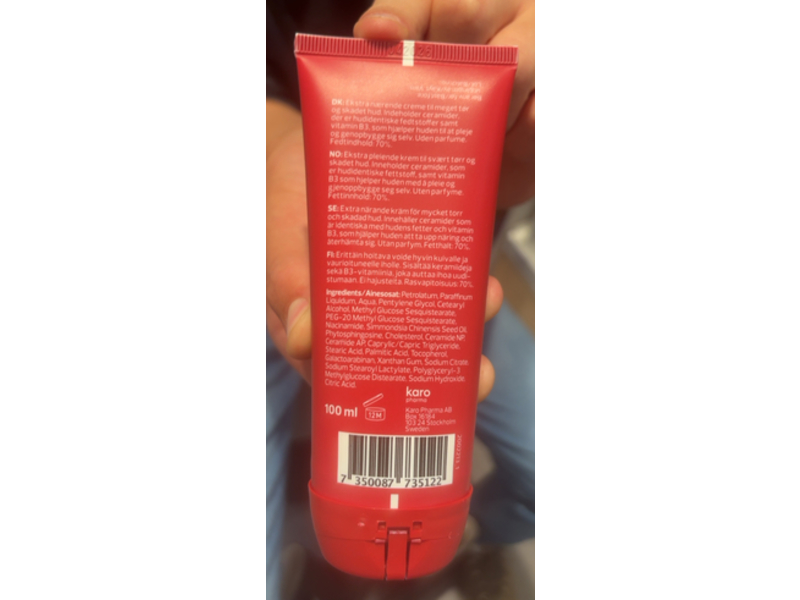 DK: Ekstra nærende creme til meget tør
og skadet hud. Indeholder ceramider,
der er hudidentiske fedtstoffer samt
vitamin B3, som hjælper huden til at pleje
og genopbygge sig selv. Uden parfume.
Fedtindhold: 70%.
NO: Ekstra pleiende krem til svært tørr og
skadet hud. Inneholder ceramider, som
er hudidentiske fettstoff, samt vitamin
B3 som hjelper huden med å pleie og
gjenoppbygge seg selv. Uten parfyme.
Fettinnhold: 70%.
SE: Extra närande kräm för mycket torr
och skadad hud. Innehåller ceramider som
är identiska med hudens fetter och vitamin
B3, som hjälper huden att ta upp näring och
återhämta sig. Utan parfym. Fetthalt: 70%.
FI: Erittäin hoitava voide hyvin kuivalle ja
vaurioituneelle iholle. Sisältää keramideja
sekä B3-vitamiinia, joka auttaa ihoa uudi-
stumaan. Ei hajusteita. Rasvapitoisuus: 70%.
Ingredients/Ainesosat: Petrolatum, Paraffinum
Liquidum, Aqua, Pentylene Glycol, Cetearyl
Alcohol, Methyl Glucose Sesquistearate,
PEG-20 Methyl Glucose Sesquistearate,
Niacinamide, Simmondsia Chinensis Seed Oil,
Phytosphingosine, Cholesterol, Ceramide NP,
Ceramide AP, Caprylic/Capric Triglyceride,
Stearic Acid, Palmitic Acid, Tocopherol,
Galactoarabinan, Xanthan Gum, Sodium Citrate,
Sodium Stearoyl Lactylate, Polyglyceryl-3
Methylglucose Distearate, Sodium Hydroxide,
Citric Acid.
100 ml
12M
karo
pharma
Karo Pharma AB
Box 16184
103 24 Stockholm
Sweden
7 350087 735122